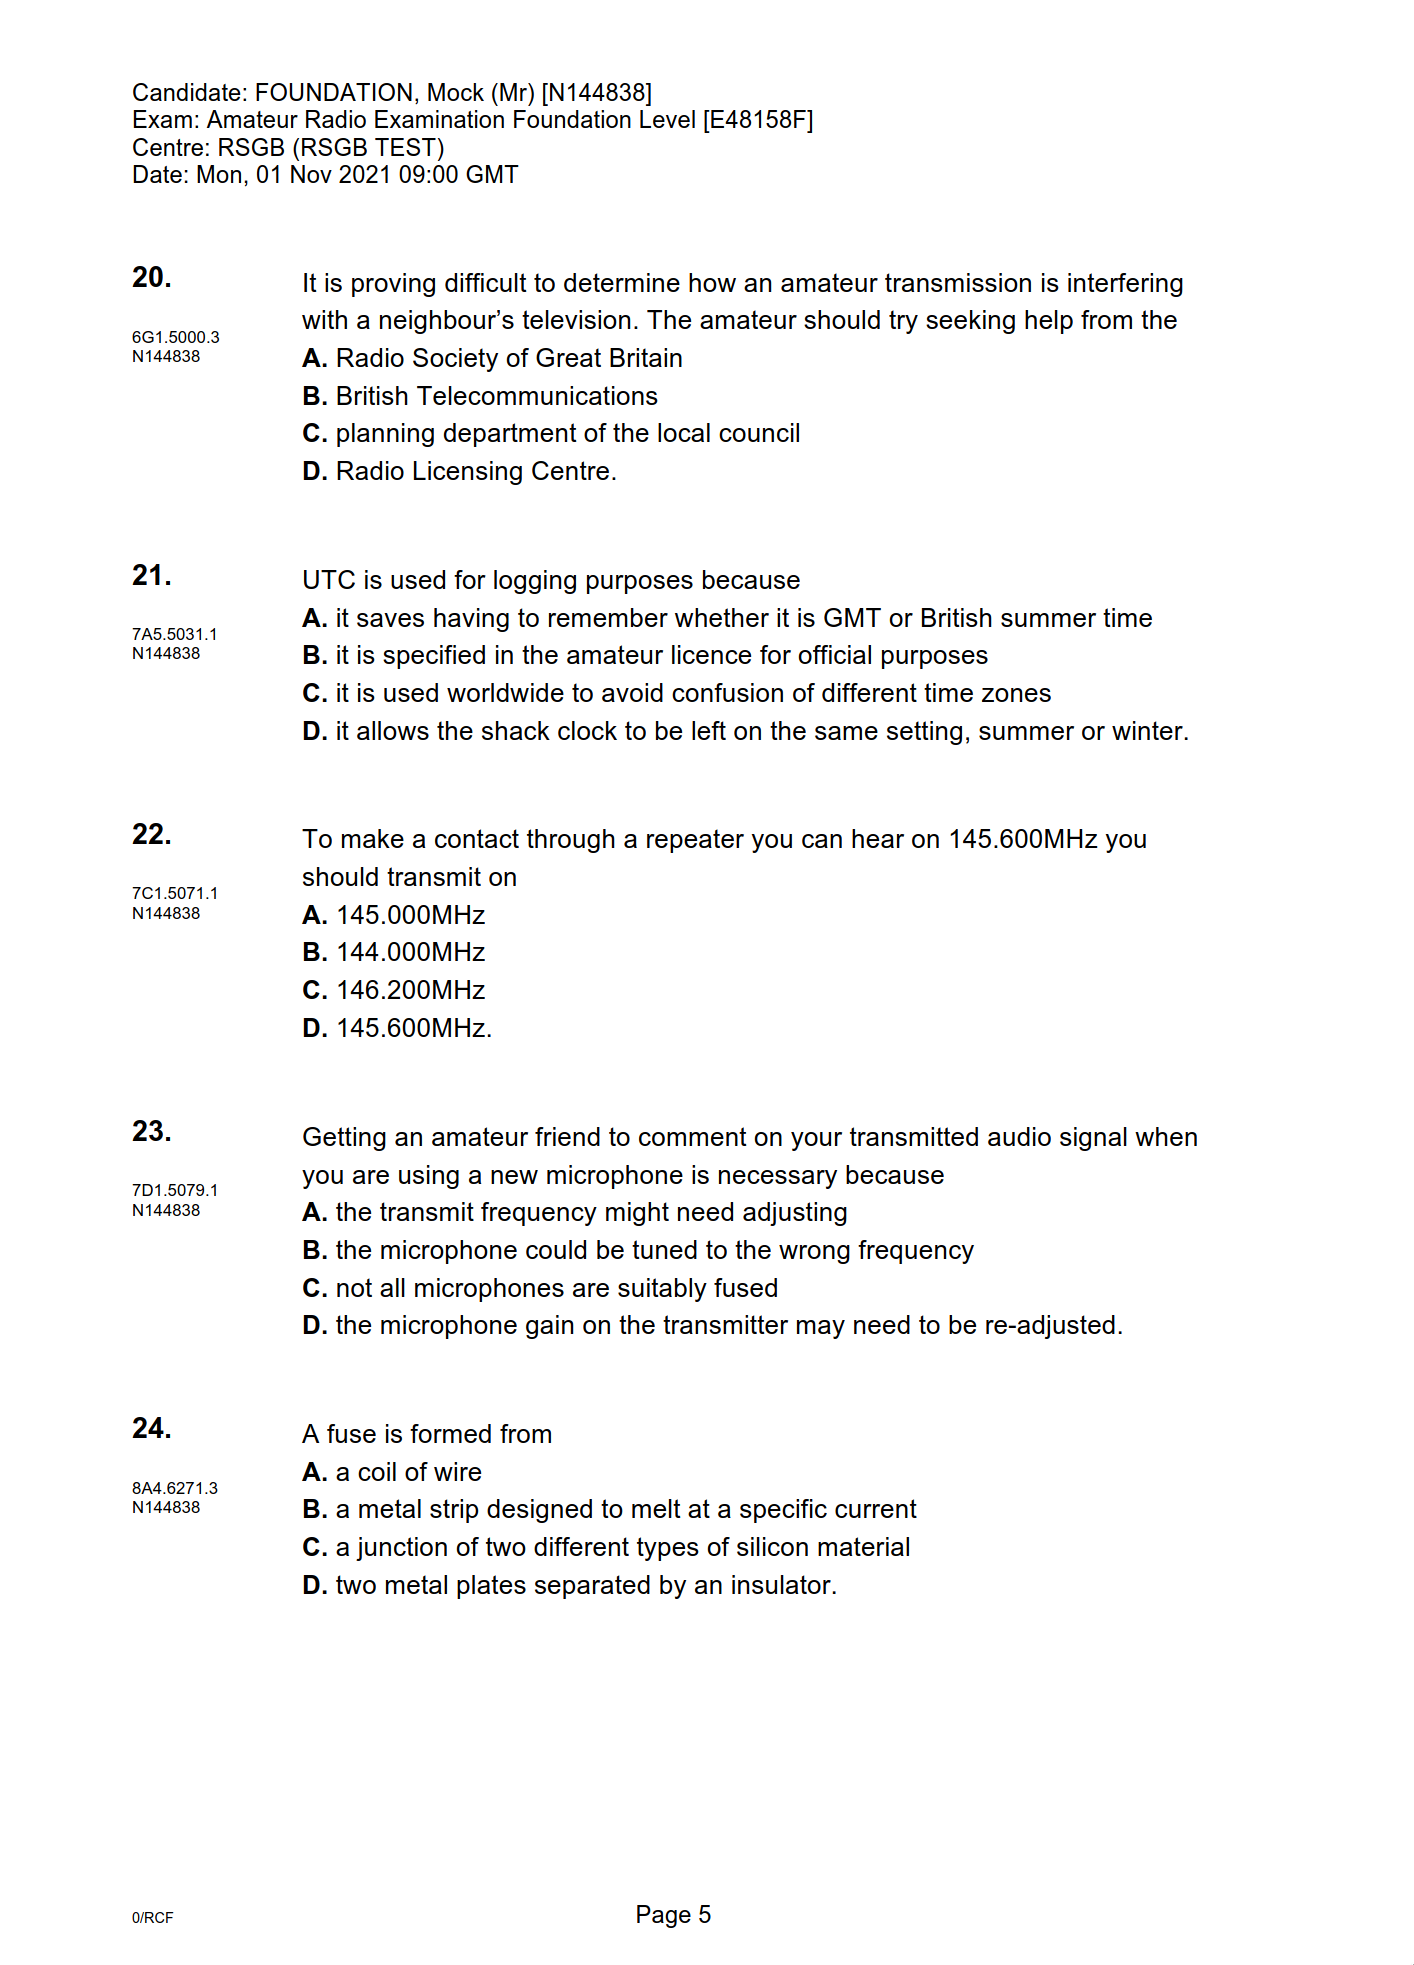 Candidate: FOUNDATION, Mock (Mr) [N144838]
Exam: Amateur Radio Examination Foundation Level [E48158F]
Centre: RSGB (RSGB TEST)
Date: Mon, 01 Nov 2021 09:00 GMT
20.
6G1.5000.3
N144838
It is proving difficult to determine how an amateur transmission is interfering
with a neighbour’s television. The amateur should try seeking help from the
A. Radio Society of Great Britain
B. British Telecommunications
C. planning department of the local council
D. Radio Licensing Centre.
21.
7A5.5031.1
N144838
UTC is used for logging purposes because
A. it saves having to remember whether it is GMT or British summer time
B. it is specified in the amateur licence for official purposes
C. it is used worldwide to avoid confusion of different time zones
D. it allows the shack clock to be left on the same setting, summer or winter.
22.
7C1.5071.1
N144838
To make a contact through a repeater you can hear on 145.600MHz you
should transmit on
A. 145.000MHz
B. 144.000MHz
C. 146.200MHz
D. 145.600MHz.
23.
7D1.5079.1
N144838
Getting an amateur friend to comment on your transmitted audio signal when
you are using a new microphone is necessary because
A. the transmit frequency might need adjusting
B. the microphone could be tuned to the wrong frequency
C. not all microphones are suitably fused
D. the microphone gain on the transmitter may need to be re-adjusted.
24.
8A4.6271.3
N144838
A fuse is formed from
A. a coil of wire
B. a metal strip designed to melt at a specific current
C. a junction of two different types of silicon material
D. two metal plates separated by an insulator.
0/RCF
Page 5